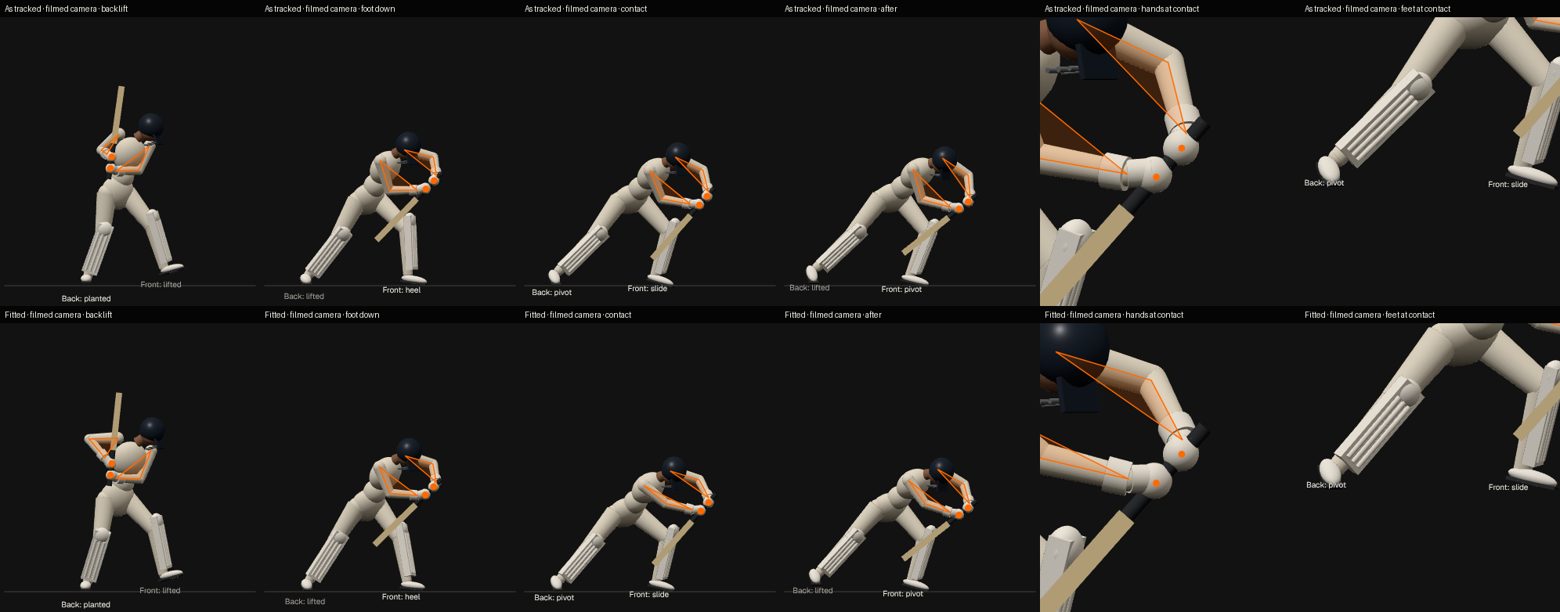 As tracked · filmed camera · backlift
As tracked · filmed camera · foot down
As tracked · filmed camera · contact
As tracked · filmed camera · after
As tracked · filmed camera · hands at contact
As tracked · filmed camera · feet at contact
Back: planted
Front: lifted
Back: lifted
Front: heel
Back: pivot
Front: slide
Back: lifted
Front: pivot
Back: pivot
Front: slide
Fitted · filmed camera · backlift
Fitted · filmed camera · foot down
Fitted · filmed camera · contact
Fitted · filmed camera · after
Fitted · filmed camera · hands at contact
Fitted · filmed camera · feet at contact
Back: planted
Front: lifted
Back: lifted
Front: heel
Back: pivot
Front: slide
Back: lifted
Front: pivot
Back: pivot
Front: slide